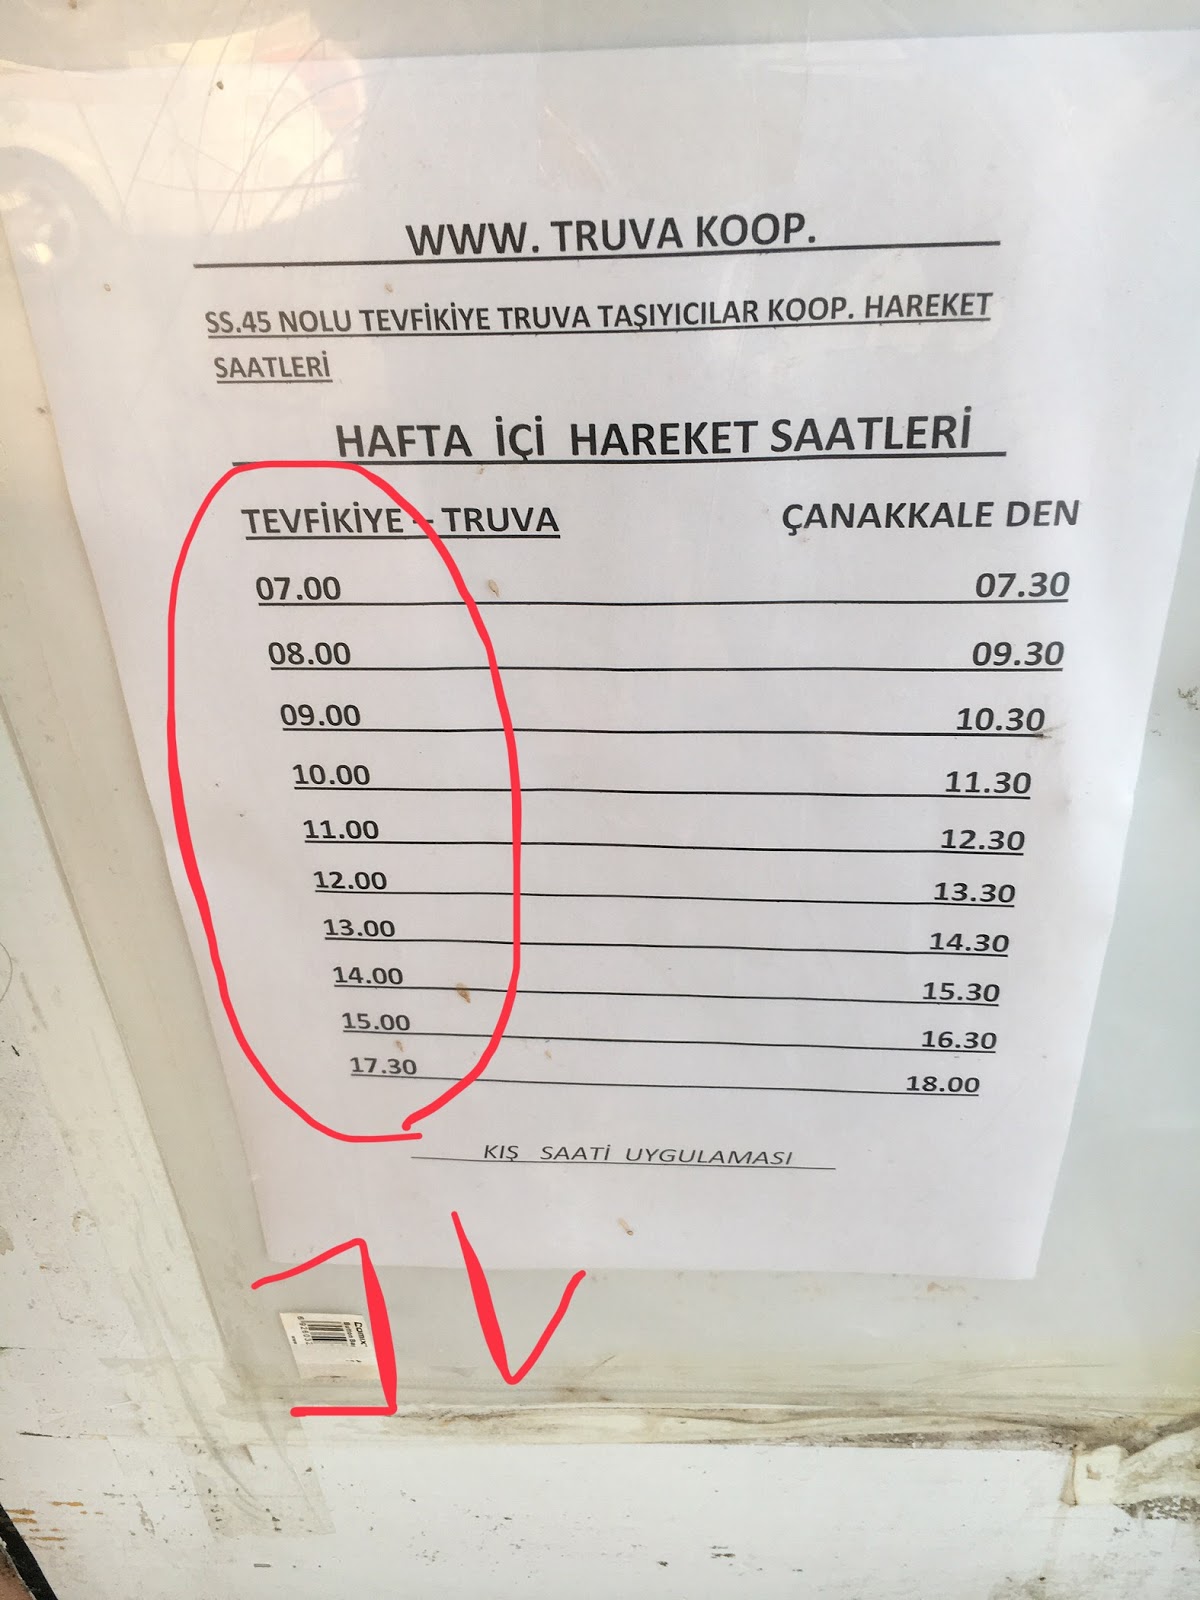 WWW. TRUVA KOOP.
SS.45 NOLU TEVFİKİYE TRUVA TAŞIYICILAR KOOP. HAREKET
SAATLERİ
HAFTA İÇİ HAREKET SAATLERİ
TEVFİKİYE – TRUVA ÇANAKKALE DEN
07.00 07.30
08.00 09.30
09.00 10.30
10.00 11.30
11.00 12.30
12.00 13.30
13.00 14.30
14.00 15.30
15.00 16.30
17.30 18.00
KIŞ SAATİ UYGULAMASI
Comix